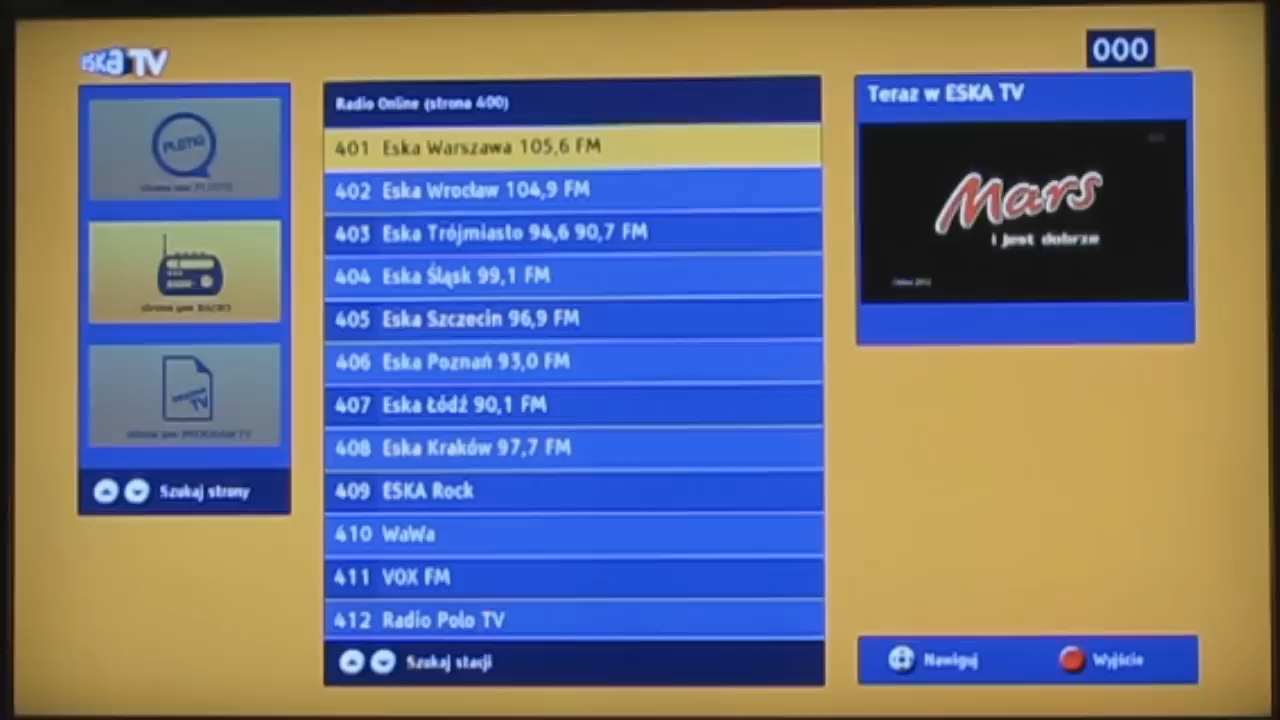 ESKA TV
000
PLOTKI
Radio Online (strona 400)
401 Eska Warszawa 105,6 FM
402 Eska Wrocław 104,9 FM
403 Eska Trójmiasto 94,6 90,7 FM
404 Eska Śląsk 99,1 FM
405 Eska Szczecin 96,9 FM
406 Eska Poznań 93,0 FM
407 Eska Łódź 90,1 FM
408 Eska Kraków 97,7 FM
409 ESKA Rock
410 WaWa
411 VOX FM
412 Radio Polo TV
Szukaj stacji
Szukaj strony
Teraz w ESKA TV
Mars
i jest dobrze
Nawiguj
Wyjście